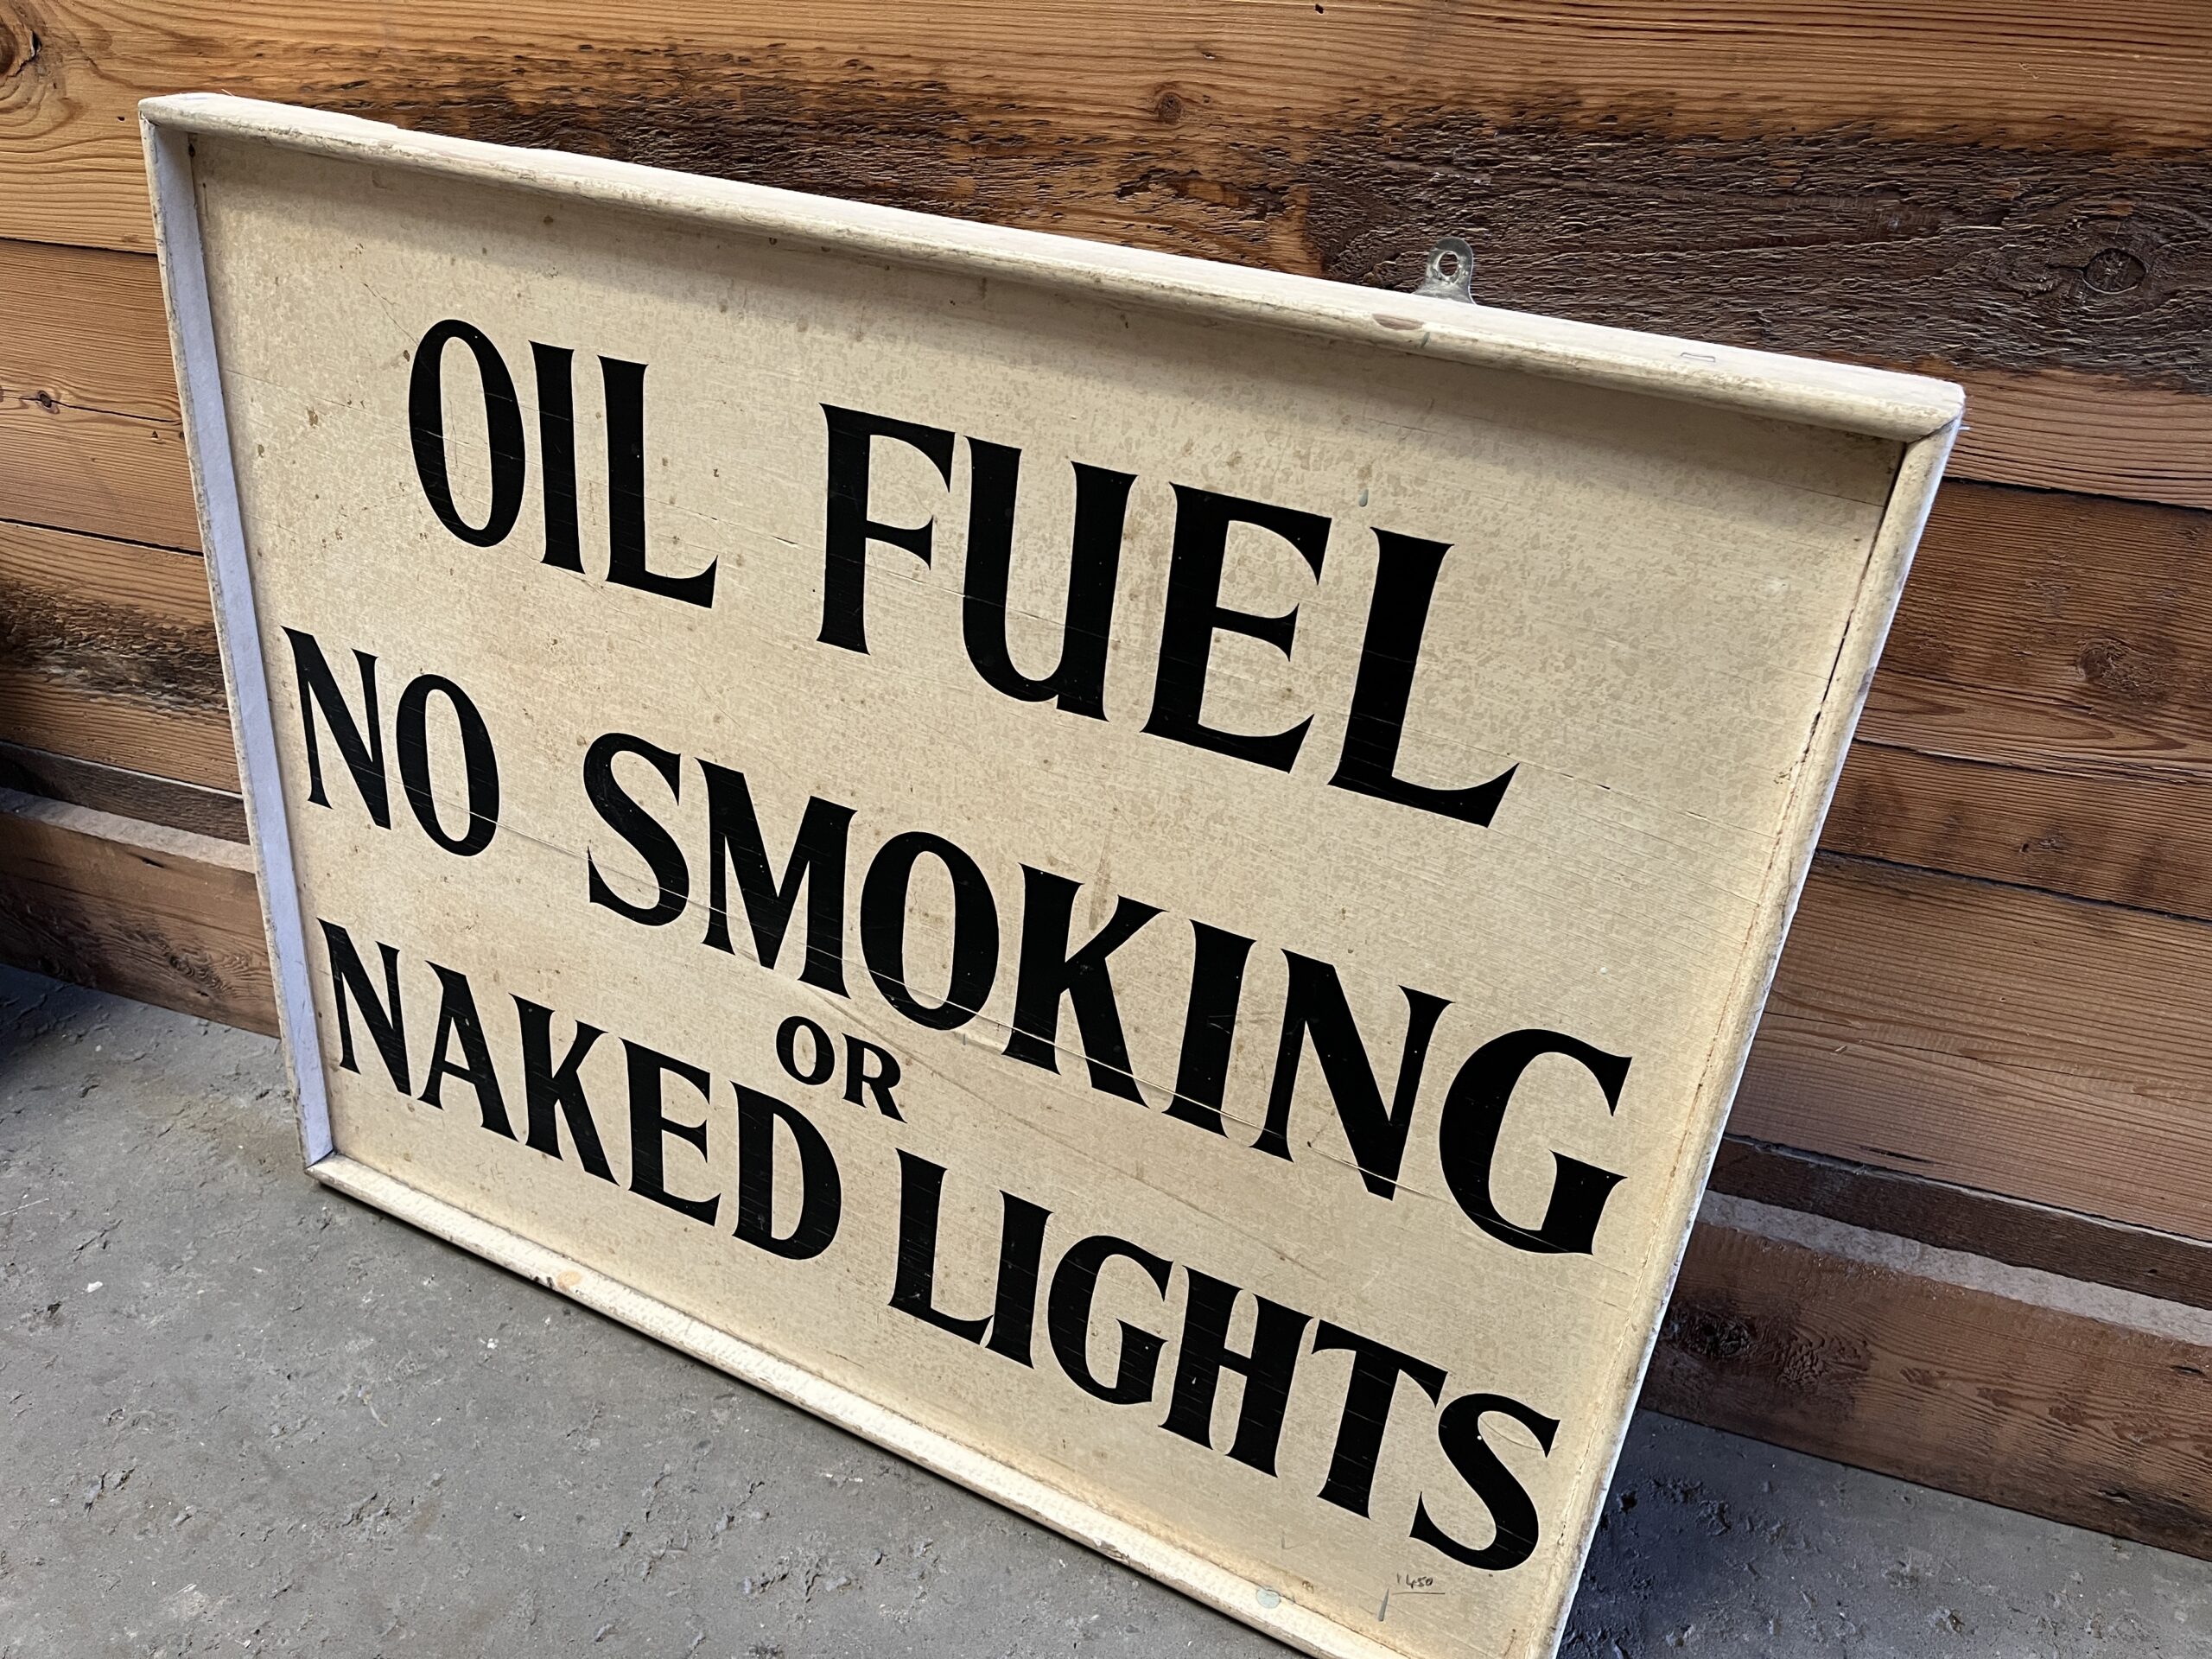 OIL FUEL
NO SMOKING
OR
NAKED LIGHTS